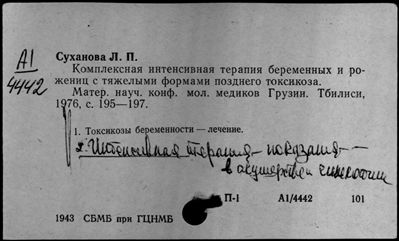 А1
4442
Суханова Л. П.
Комплексная интенсивная терапия беременных и ро-
жениц с тяжелыми формами позднего токсикоза.
Матер. науч. конф. мол. медиков Грузии. Тбилиси,
1976, с. 195—197.
1. Токсикозы беременности — лечение.
2. Интенсивная терапия — показания —
в акушерстве и гинекологии
П-1 А1/4442 101
1943 СБМБ при ГЦНМБ